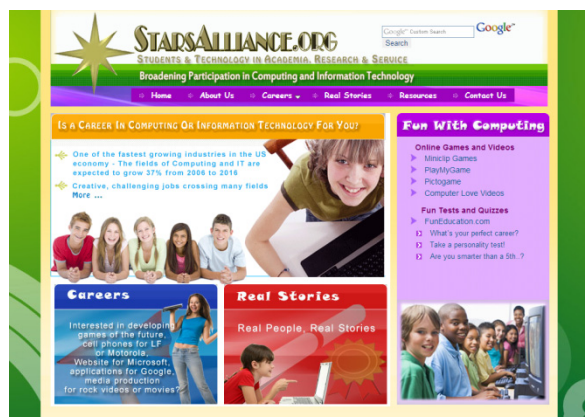 STARSALLIANCE.ORG
STUDENTS & TECHNOLOGY IN ACADEMIA, RESEARCH & SERVICE
Broadening Participation in Computing and Information Technology
Google™ Custom Search
Google™
Search
Home About Us Careers Real Stories Resources Contact Us
IS A CAREER IN COMPUTING OR INFORMATION TECHNOLOGY FOR YOU?
One of the fastest growing industries in the US
economy - The fields of Computing and IT are
expected to grow 37% from 2006 to 2016
Creative, challenging jobs crossing many fields
More ...
Careers
Interested in developing
games of the future,
cell phones for LF
or Motorola,
Website for Microsoft,
applications for Google,
media production
for rock videos or movies?
Real Stories
Real People, Real Stories
Fun With Computing
Online Games and Videos
Miniclip Games
PlayMyGame
Pictogame
Computer Love Videos
Fun Tests and Quizzes
FunEducation.com
What's your perfect career?
Take a personality test!
Are you smarter than a 5th..?